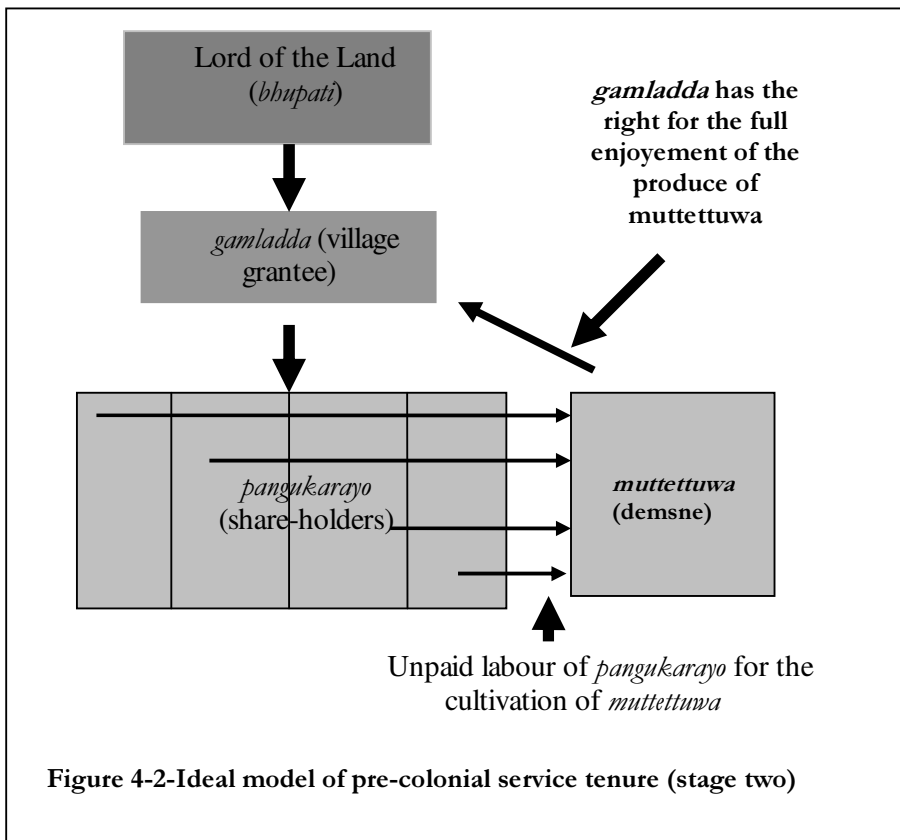 Lord of the Land
(bhupati)
gamladda has the
right for the full
enjoyement of the
produce of
muttettuwa
gamladda (village
grantee)
pangukarayo
(share-holders)
muttettuwa
(demsne)
Unpaid labour of pangukarayo for the
cultivation of muttettuwa
Figure 4-2-Ideal model of pre-colonial service tenure (stage two)